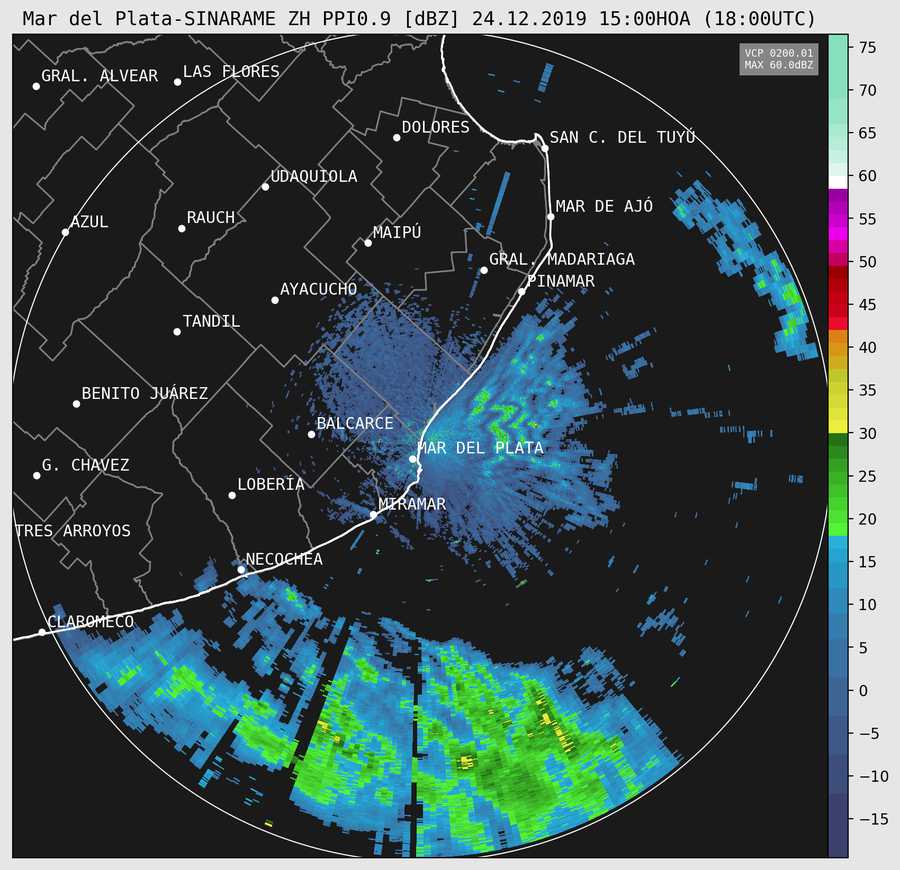 Mar del Plata-SINARAME ZH PPI0.9 [dBZ] 24.12.2019 15:00HOA (18:00UTC)
VCP 0200.01
MAX 60.0dBZ
75
70
65
60
55
50
45
40
35
30
25
20
15
10
5
0
−5
−10
−15
GRAL. ALVEAR
LAS FLORES
DOLORES
SAN C. DEL TUYÚ
UDAQUIOLA
MAR DE AJÓ
AZUL
RAUCH
MAIPÚ
GRAL. MADARIAGA
PINAMAR
AYACUCHO
TANDIL
BENITO JUÁREZ
BALCARCE
MAR DEL PLATA
G. CHAVEZ
LOBERÍA
MIRAMAR
TRES ARROYOS
NECOCHEA
CLAROMECO